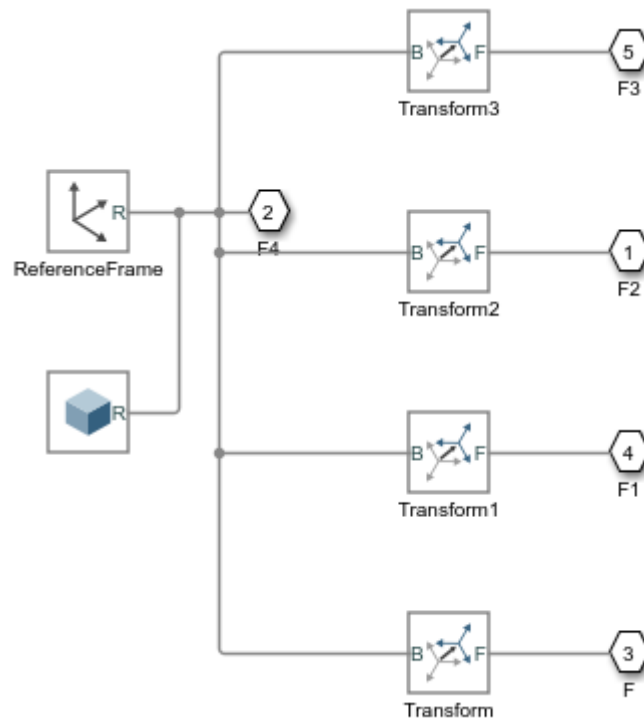 B
F
5
F3
Transform3
R
2
F4
ReferenceFrame
B
F
1
F2
Transform2
R
B
F
4
F1
Transform1
B
F
3
F
Transform